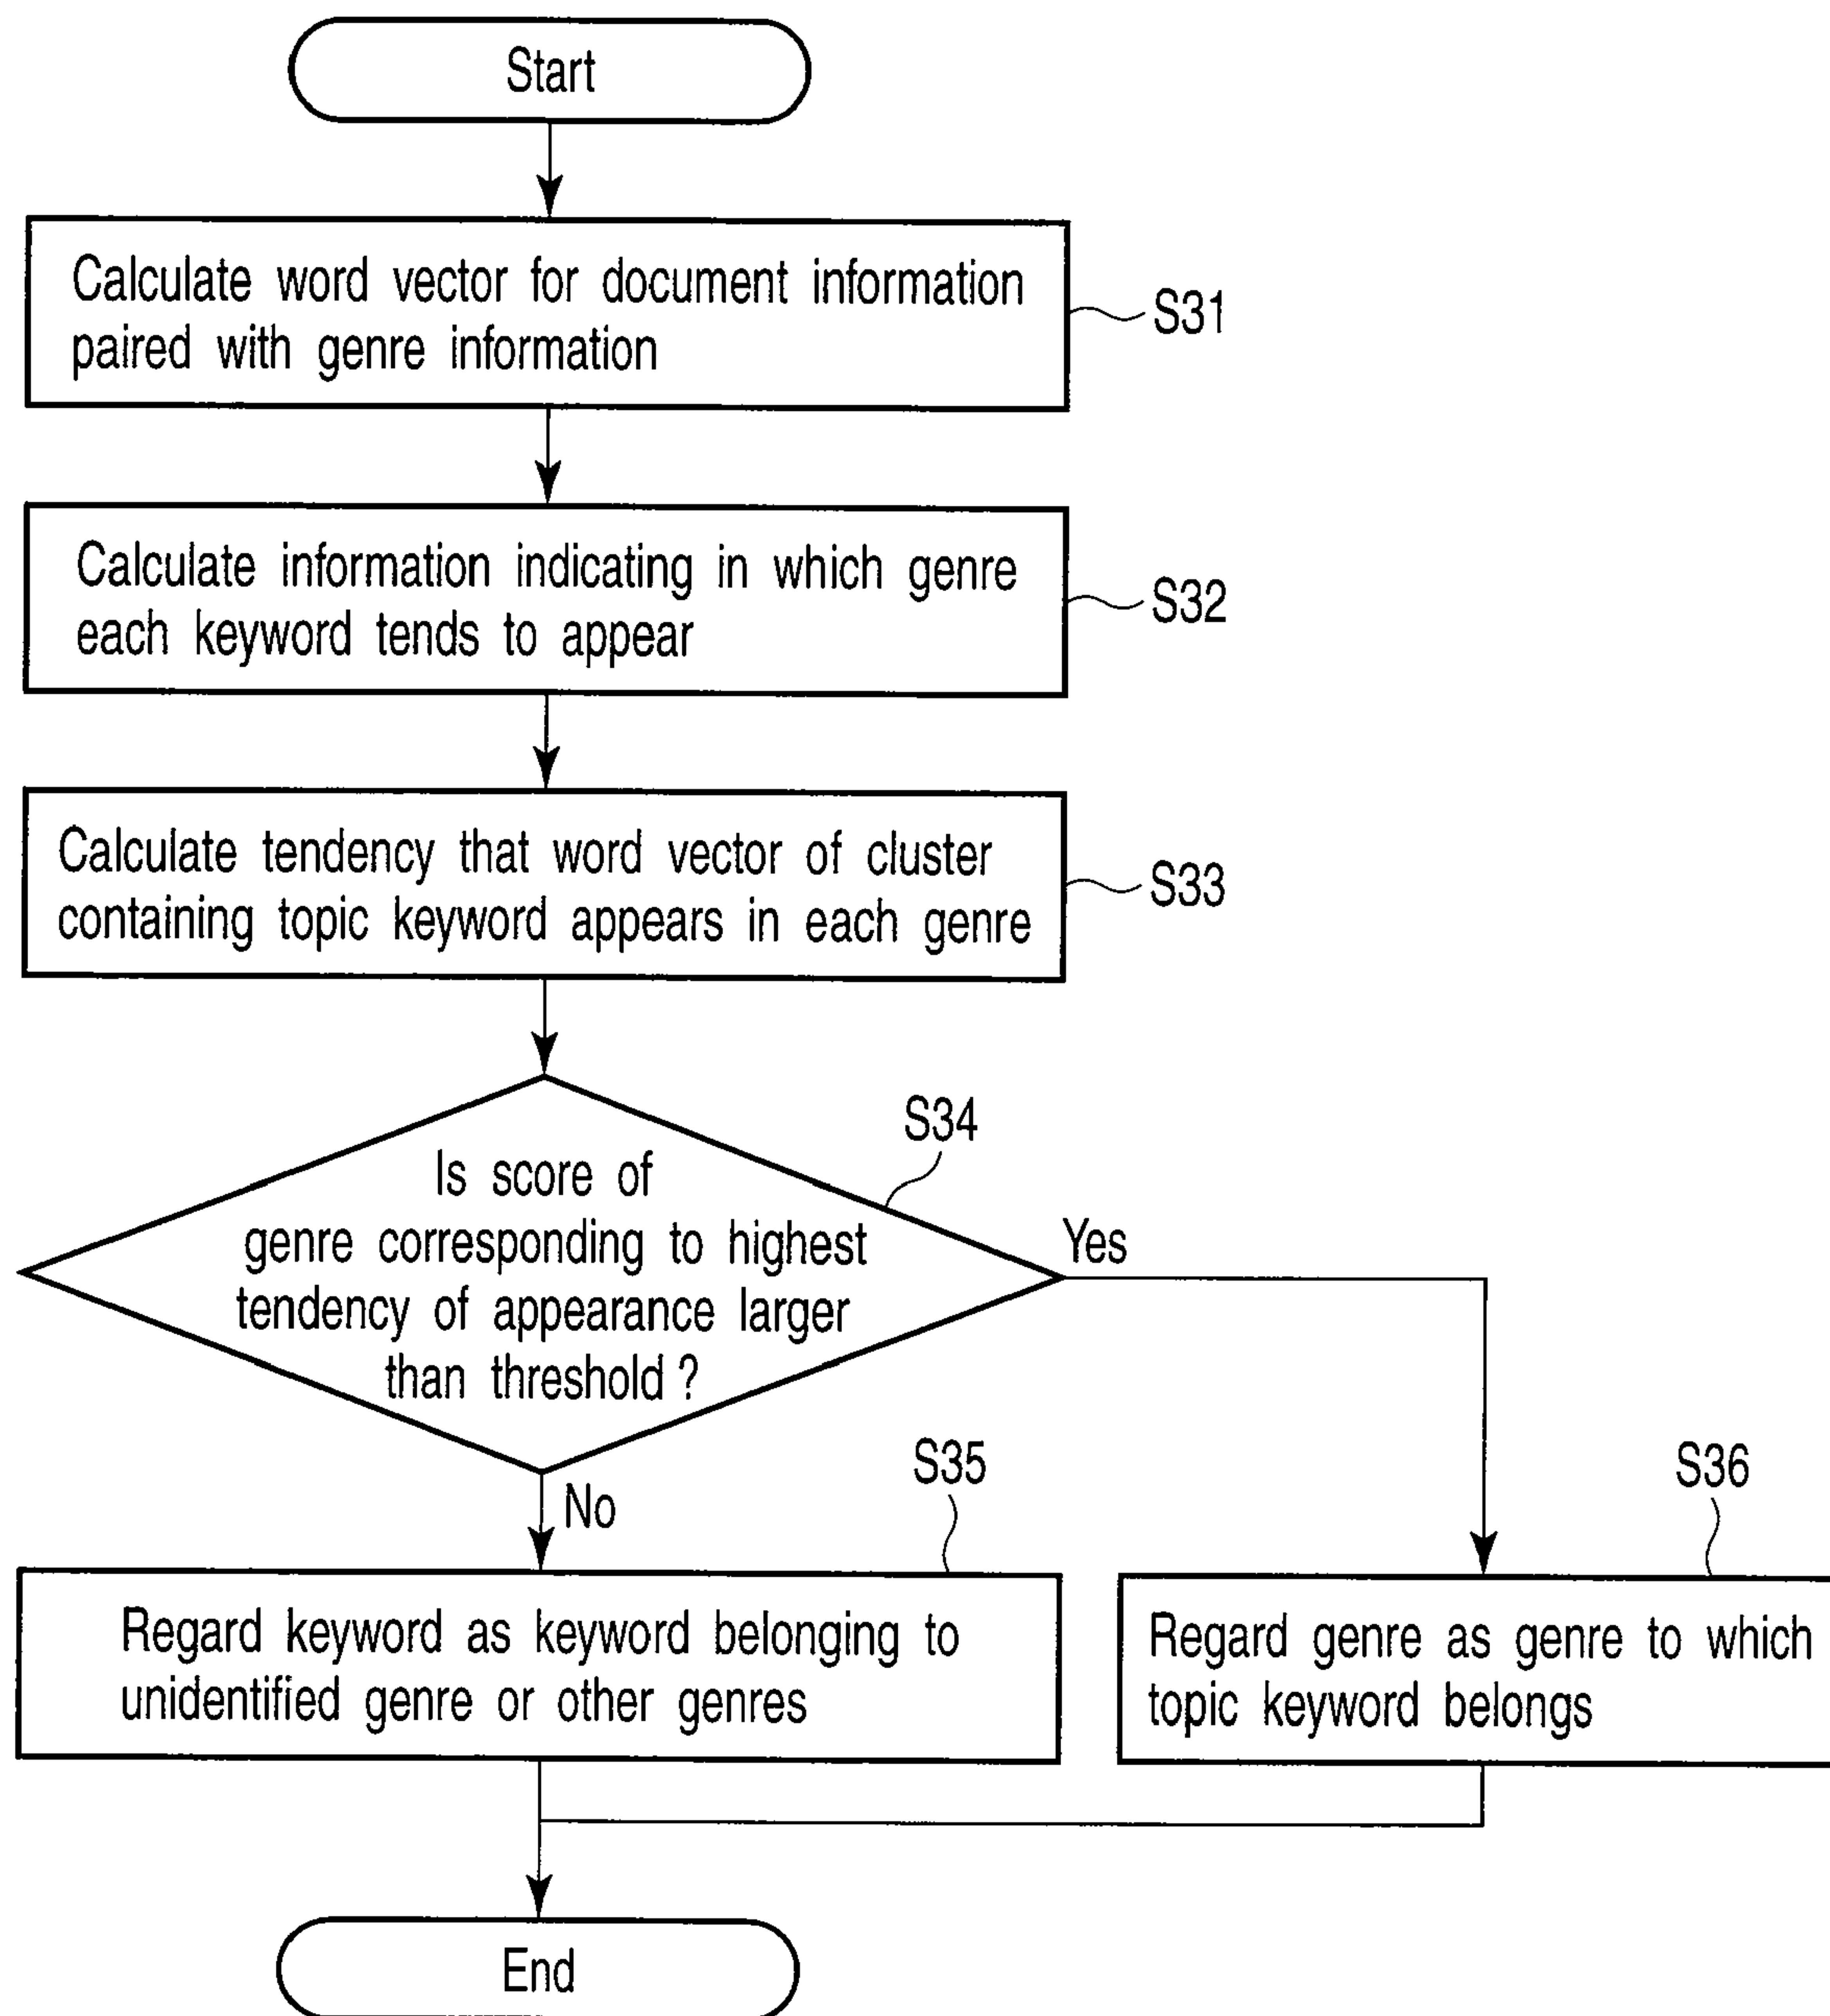 Start
Calculate word vector for document information
paired with genre information
S31
Calculate information indicating in which genre
each keyword tends to appear
S32
Calculate tendency that word vector of cluster
containing topic keyword appears in each genre
S33
S34
Is score of
genre corresponding to highest
tendency of appearance larger
than threshold ?
Yes
No
S35
S36
Regard keyword as keyword belonging to
unidentified genre or other genres
Regard genre as genre to which
topic keyword belongs
End